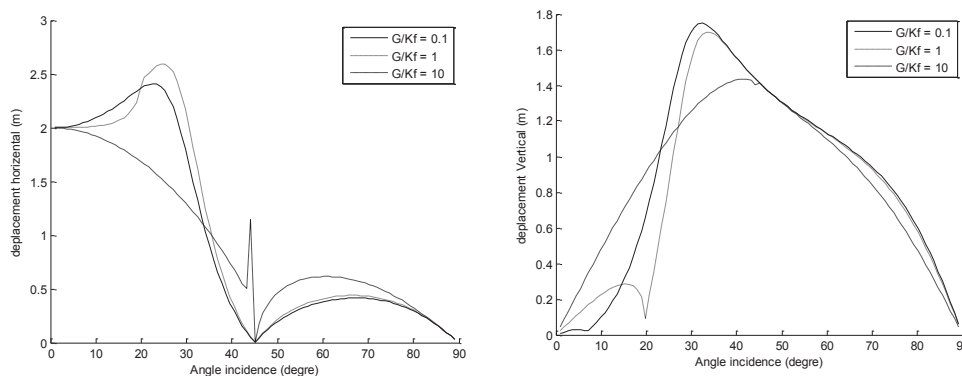 deplacement horizental (m)
3
2.5
2
1.5
1
0.5
0
0 10 20 30 40 50 60 70 80 90
Angle incidence (degre)
G/Kf = 0.1
G/Kf = 1
G/Kf = 10
deplacement Vertical (m)
1.8
1.6
1.4
1.2
1
0.8
0.6
0.4
0.2
0
0 10 20 30 40 50 60 70 80 90
Angle incidence (degre)
G/Kf = 0.1
G/Kf = 1
G/Kf = 10